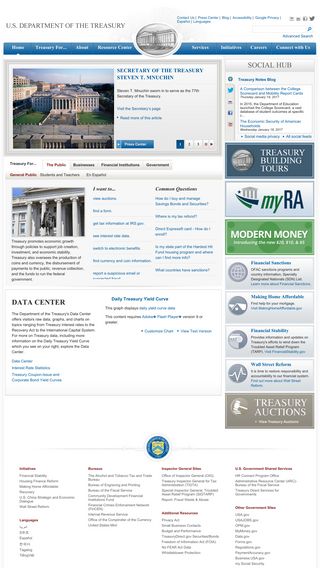 Contact Us | Press Center | Blog | Accessibility | Google Privacy |
Español | Languages
U.S. DEPARTMENT OF THE TREASURY
Advanced Search
Home
Treasury For...
About
Resource Center
Services
Initiatives
Careers
Connect with Us
SECRETARY OF THE TREASURY
STEVEN T. MNUCHIN
Steven T. Mnuchin seem to serve as the 77th
Secretary of the Treasury.
Visit the Secretary's page
Read more of this article
Press Center
Treasury For...
The Public
Businesses
Financial Institutions
Government
General Public
Students and Teachers
En Español
Treasury promotes economic growth
through policies to support job creation,
investment, and economic stability.
Treasury also oversees the production of
coins and currency, the disbursement of
payments to the public, revenue collection,
and the funds to run the federal
government.
I want to...
view auctions.
find a form.
get tax information at IRS.gov.
see interest rate data.
switch to electronic benefits.
find currency and coin information.
report a suspicious email or
Common Questions
How do I buy and manage
Savings Bonds and Securities?
Where is my tax refund?
Direct Express® card - How do I
enroll?
Is my state part of the Hardest Hit
Fund Housing program and where
can I find more info?
What countries have sanctions?
SOCIAL HUB
Treasury Notes Blog
A Comparison between the College
Scorecard and Mobility Report Cards
Thursday January 19, 2017
In 2015, the Department of Education
launched the College Scorecard, a vast
database of student outcomes at specific
The Economic Security of American
Households
Wednesday January 18, 2017
Social media privacy
All social feeds
TREASURY
BUILDING
TOURS
myRA
MODERN MONEY
Introducing the new $20, $10, & $5
Financial Sanctions
OFAC sanctions programs and
country information, Specially
Designated Nationals (SDN) List.
Learn more about Financial Sanctions.
Making Home Affordable
Find help for your mortgage.
Visit MakingHomeAffordable.gov
Financial Stability
Provides information and updates on
Treasury's efforts to wind down the
Troubled Asset Relief Program
(TARP). Visit FinancialStability.gov
Wall Street Reform
It is time to restore responsibility
and accountability to our financial
system.
Find out more about Wall Street
Reform.
TREASURY
AUCTIONS
View Treasury Auctions
DATA CENTER
The Department of the Treasury's Data Center
offers visitors raw data, graphs, and charts on
topics ranging from Treasury interest rates to the
Recovery Act to the International Capital System.
For more on Treasury data, including more
information on the Daily Treasury Yield Curve
which you see on your right, explore the Data
Center.
Data Center
Interest Rate Statistics
Treasury Coupon-Issue and
Corporate Bond Yield Curves
Daily Treasury Yield Curve
This graph displays daily yield curve data
This content requires Adobe® Flash Player® version 9 or
greater.
Customize Chart
View Text Version
Initiatives
Financial Stability
Housing Finance Reform
Making Home Affordable
Recovery
U.S.-China Strategic and Economic
Dialogue
Wall Street Reform
Languages
العربية
中文
Español
한국어
Tagalog
TiếngViệt
Bureaus
The Alcohol and Tobacco Tax and Trade
Bureau
Bureau of Engraving and Printing
Bureau of the Fiscal Service
Community Development Financial
Institutions Fund
Financial Crimes Enforcement Network
(FinCEN)
Internal Revenue Service
Office of the Comptroller of the Currency
United States Mint
Inspector General Sites
Office of Inspector General (OIG)
Treasury Inspector General for Tax
Administration (TIGTA)
Special Inspector General, Troubled
Asset Relief Program (SIGTARP)
Report Fraud Waste & Abuse
Additional Resources
Privacy Act
Small Business Contacts
Budget and Performance
TreasuryDirect.gov Securities/Bonds
Freedom of Information Act (FOIA)
No FEAR Act Data
Whistleblower Protection
U.S. Government Shared Services
HR Connect Program Office
Administrative Resource Center (ARC)-
Bureau of the Fiscal Service
Treasury Direct Services for
Governments
Other Government Sites
USA.gov
USAJOBS.gov
OPM.gov
MyMoney.gov
Data.gov
Forms.gov
Regulations.gov
PaymentAccuracy.gov
Business.USA.gov
My Social Security